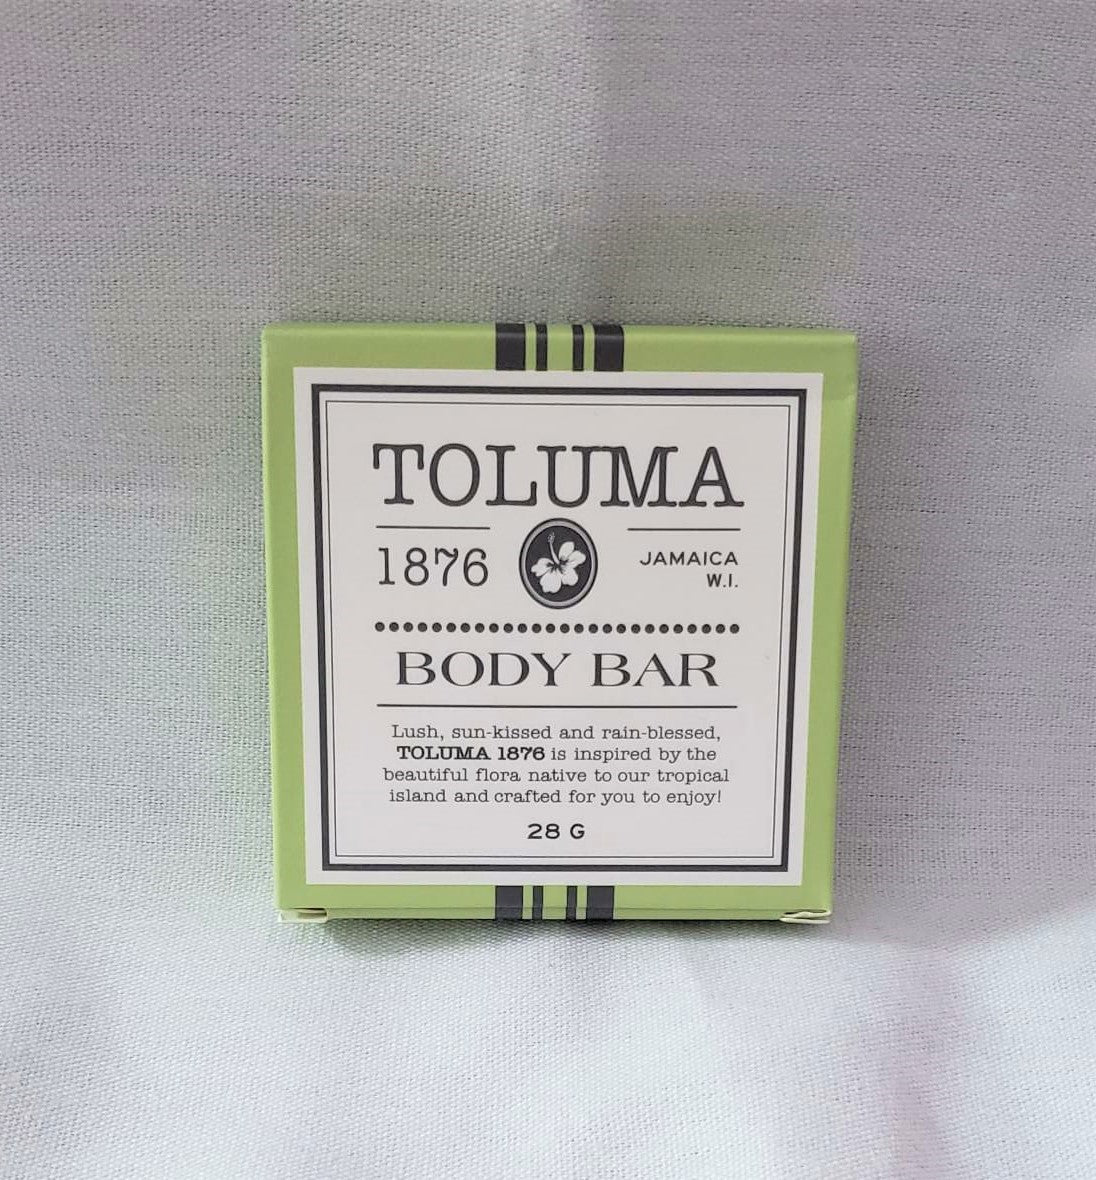 TOLUMA
1876
JAMAICA
W.I.
BODY BAR
Lush, sun-kissed and rain-blessed,
TOLUMA 1876 is inspired by the
beautiful flora native to our tropical
island and crafted for you to enjoy!
28 G